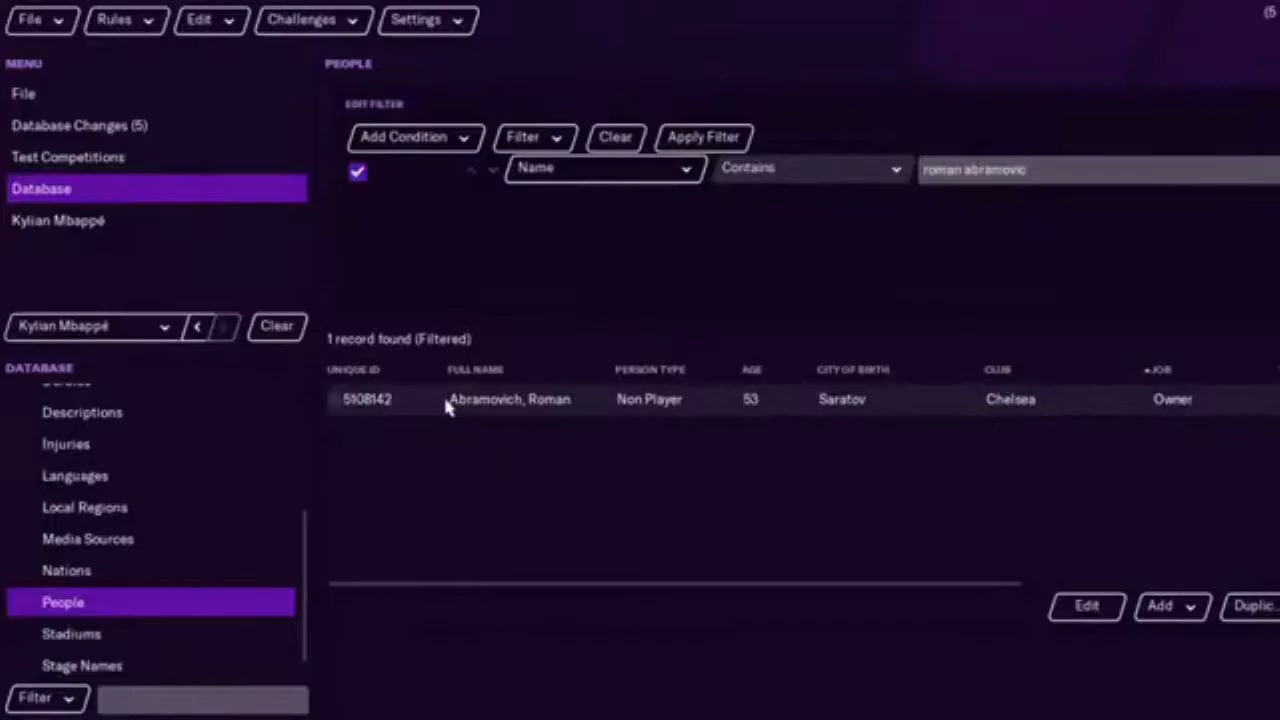 File Rules Edit Challenges Settings (5
MENU
File
Database Changes (5)
Test Competitions
Database
Kylian Mbappé
Kylian Mbappé < Clear
DATABASE
Descriptions
Injuries
Languages
Local Regions
Media Sources
Nations
People
Stadiums
Stage Names
Filter
PEOPLE
EDIT FILTER
Add Condition Filter Clear Apply Filter
Name Contains roman abramovic
1 record found (Filtered)
UNIQUE ID FULL NAME PERSON TYPE AGE CITY OF BIRTH CLUB JOB
5108142 Abramovich, Roman Non Player 53 Saratov Chelsea Owner
Edit Add Duplic...